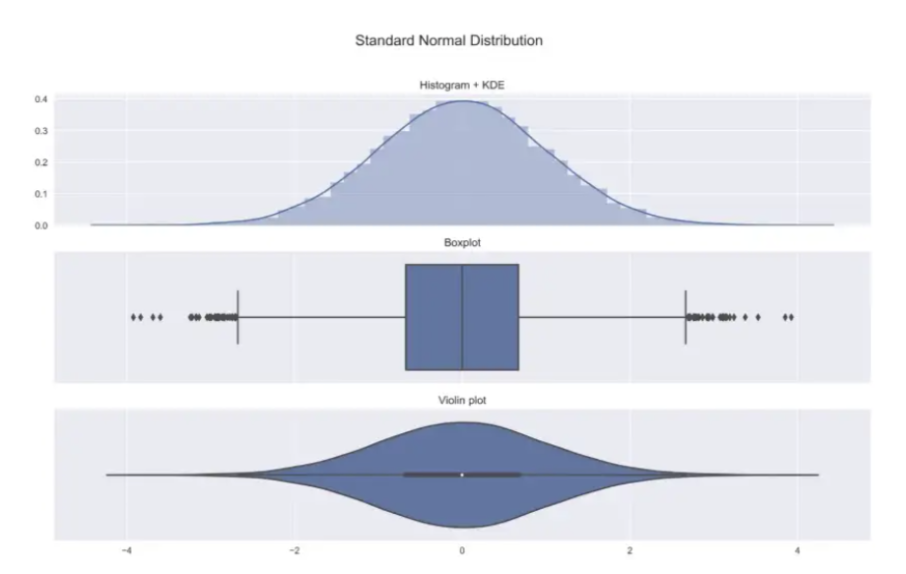 Standard Normal Distribution
Histogram + KDE
0.4
0.3
0.2
0.1
0.0
Boxplot
Violin plot
−4 −2 0 2 4